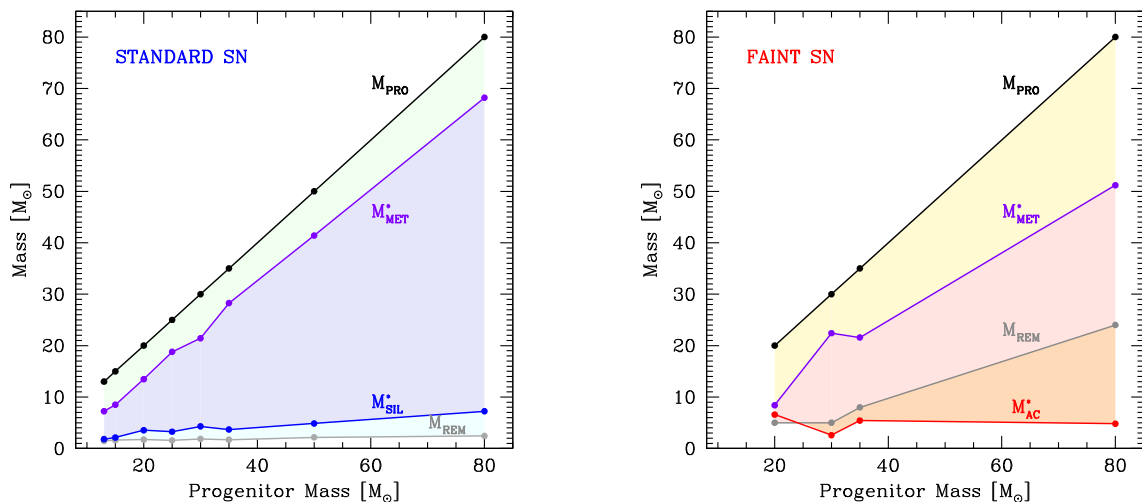 STANDARD SN
M_PRO
M*_MET
M*_SIL
M_REM
Mass [M⊙]
80
70
60
50
40
30
20
10
0
20
40
60
80
Progenitor Mass [M⊙]
FAINT SN
M_PRO
M*_MET
M_REM
M*_AC
Mass [M⊙]
80
70
60
50
40
30
20
10
0
20
40
60
80
Progenitor Mass [M⊙]